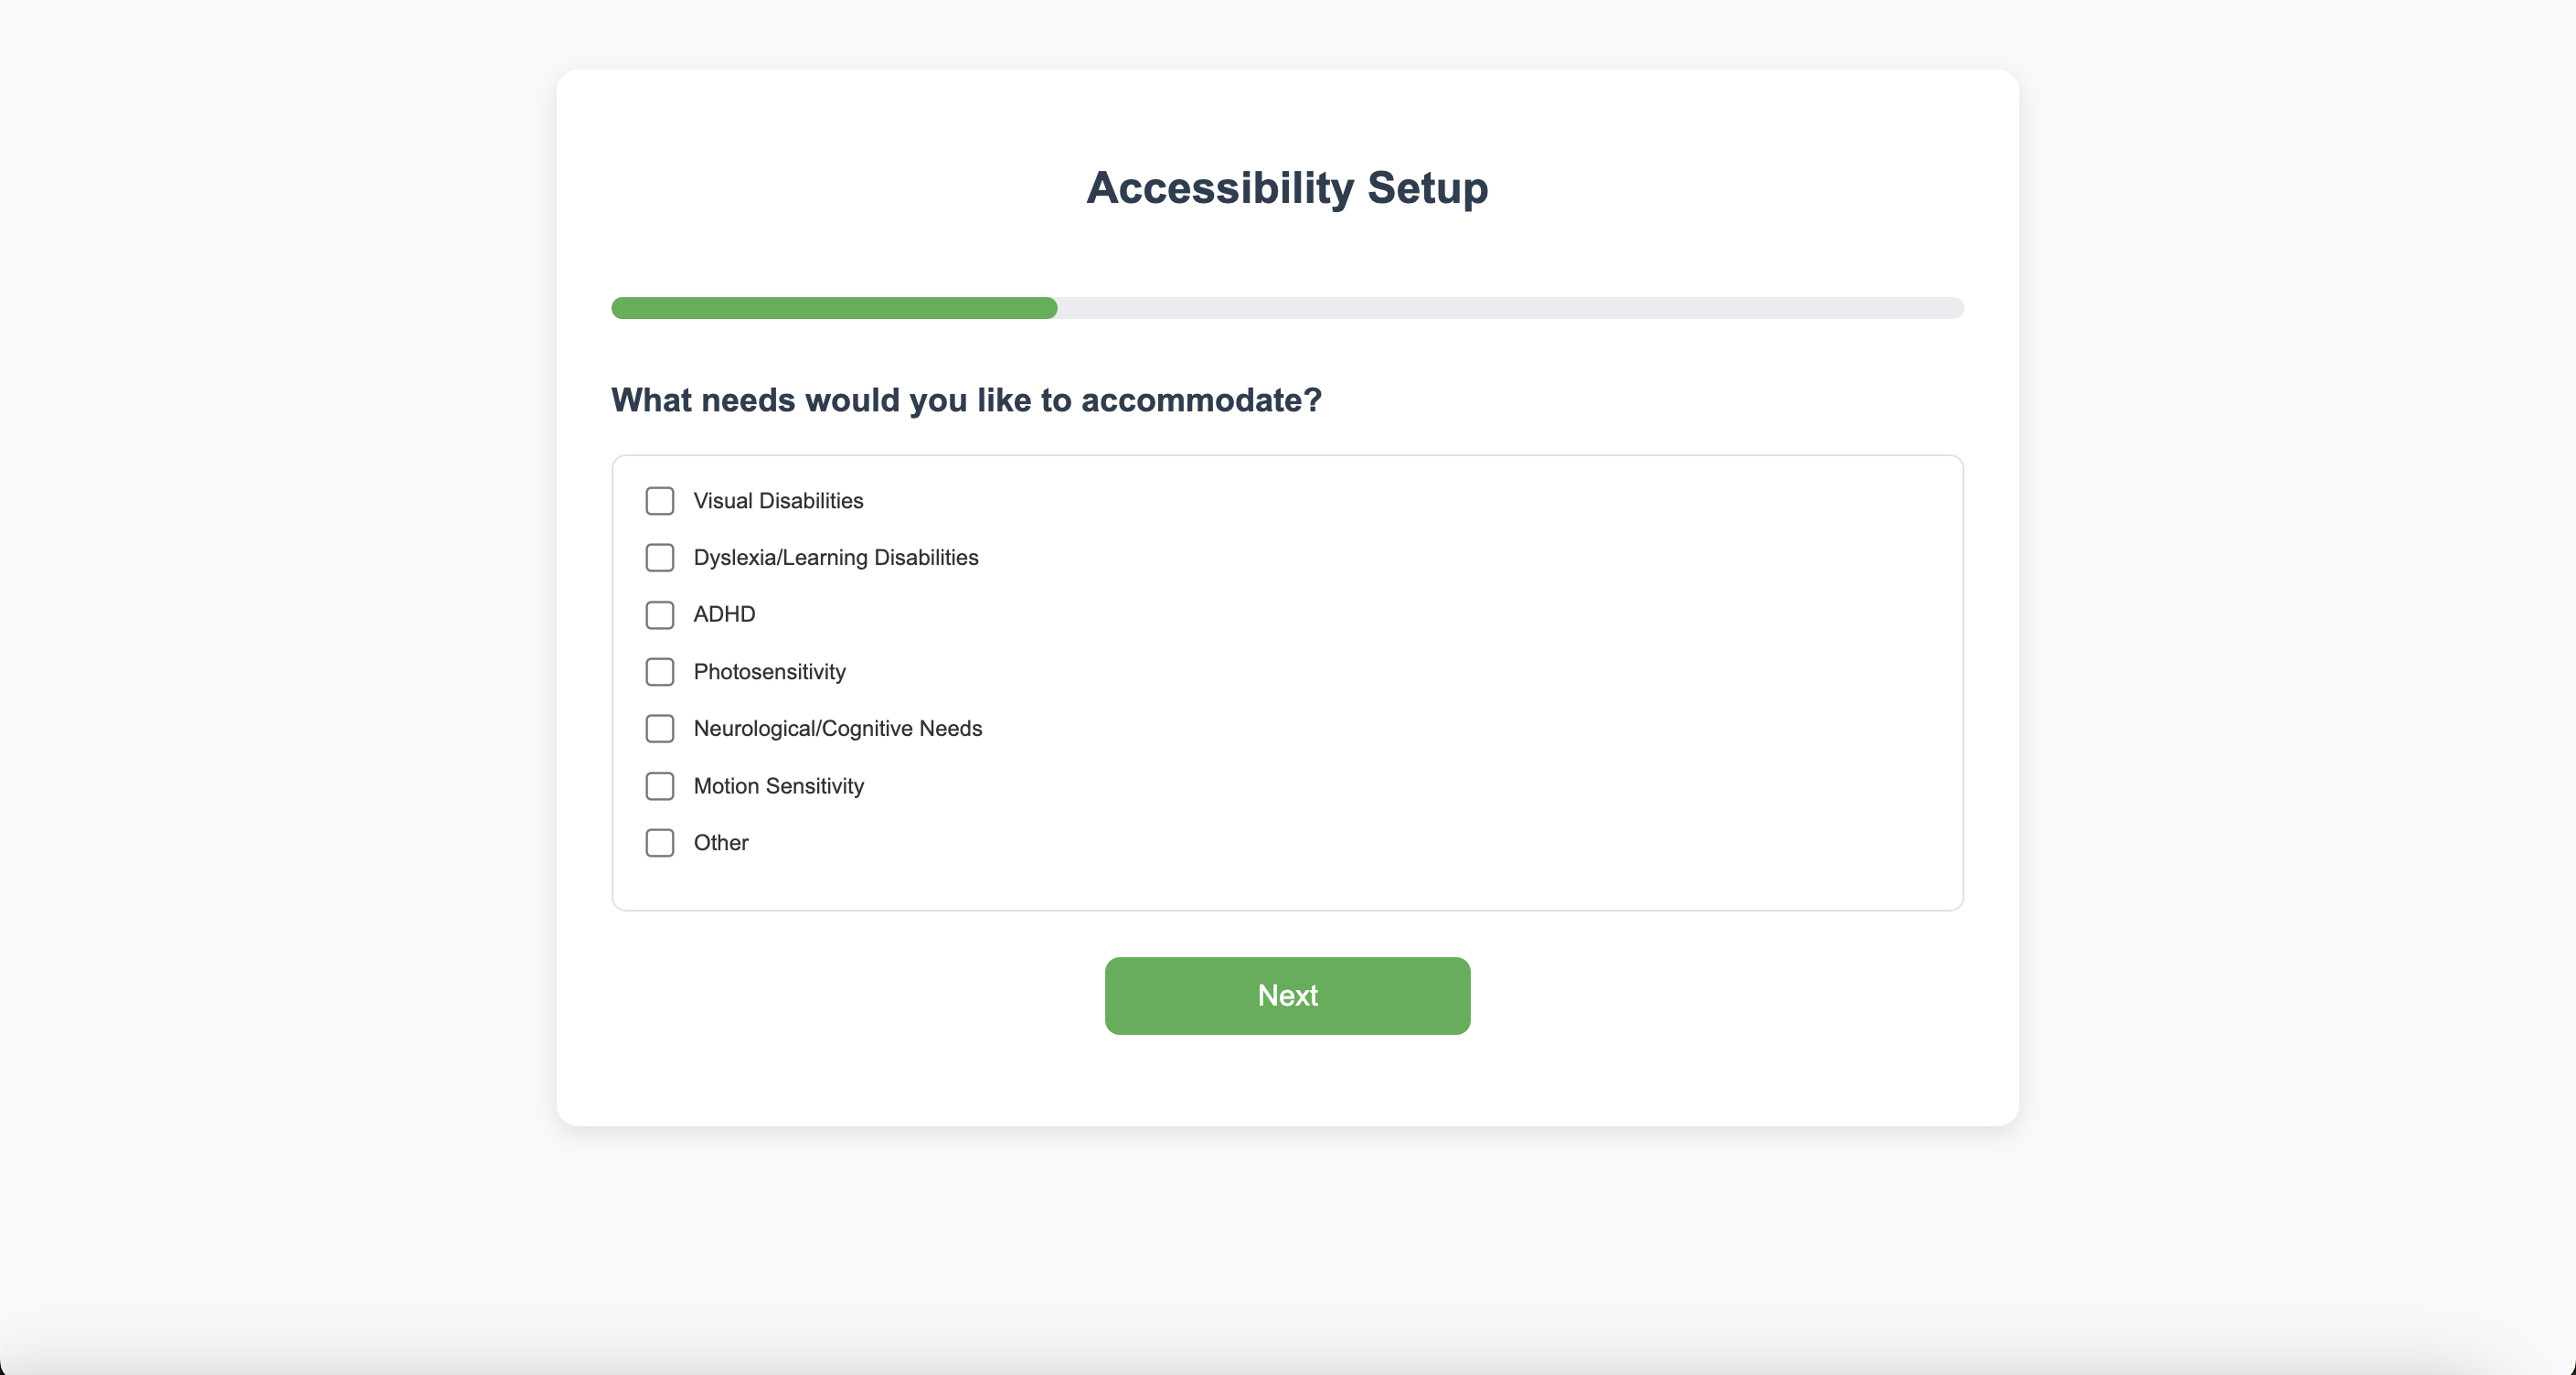 Accessibility Setup
What needs would you like to accommodate?
Visual Disabilities
Dyslexia/Learning Disabilities
ADHD
Photosensitivity
Neurological/Cognitive Needs
Motion Sensitivity
Other
Next